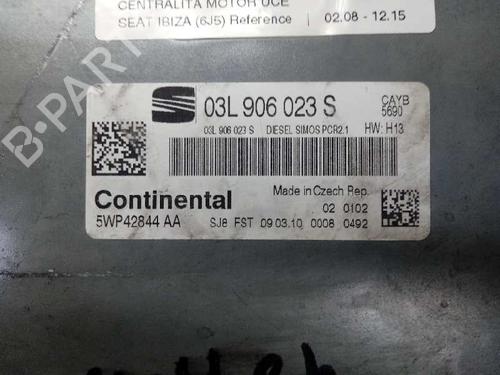 CENTRALITA MOTOR UCE
SEAT IBIZA (6J5) Reference | 02.08 - 12.15
03L 906 023 S CAYB
5690
03L 906 023 S DIESEL SIMOS PCR2.1 HW: H13
Continental Made in Czech Rep.
02 0102
5WP42844 AA SJ8 FST 09.03.10 0008 0492